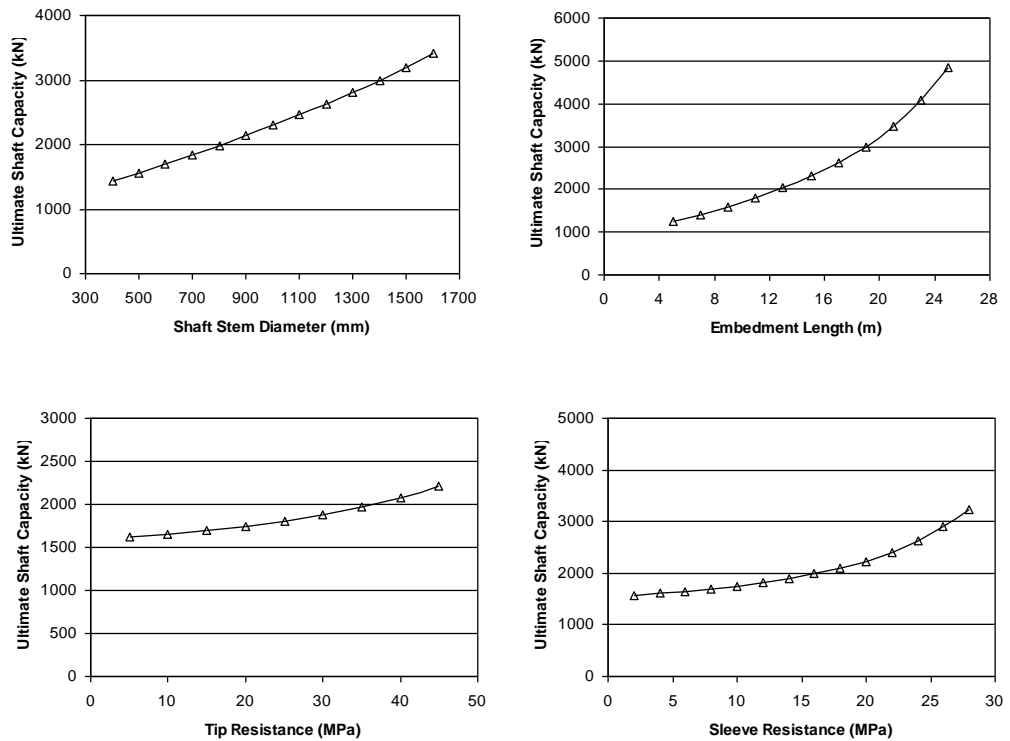 4000
3000
2000
1000
0
300 500 700 900 1100 1300 1500 1700
Shaft Stem Diameter (mm)
Ultimate Shaft Capacity (kN)
6000
5000
4000
3000
2000
1000
0
0 4 8 12 16 20 24 28
Embedment Length (m)
Ultimate Shaft Capacity (kN)
3000
2500
2000
1500
1000
500
0
0 10 20 30 40 50
Tip Resistance (MPa)
Ultimate Shaft Capacity (kN)
5000
4000
3000
2000
1000
0
0 5 10 15 20 25 30
Sleeve Resistance (MPa)
Ultimate Shaft Capacity (kN)